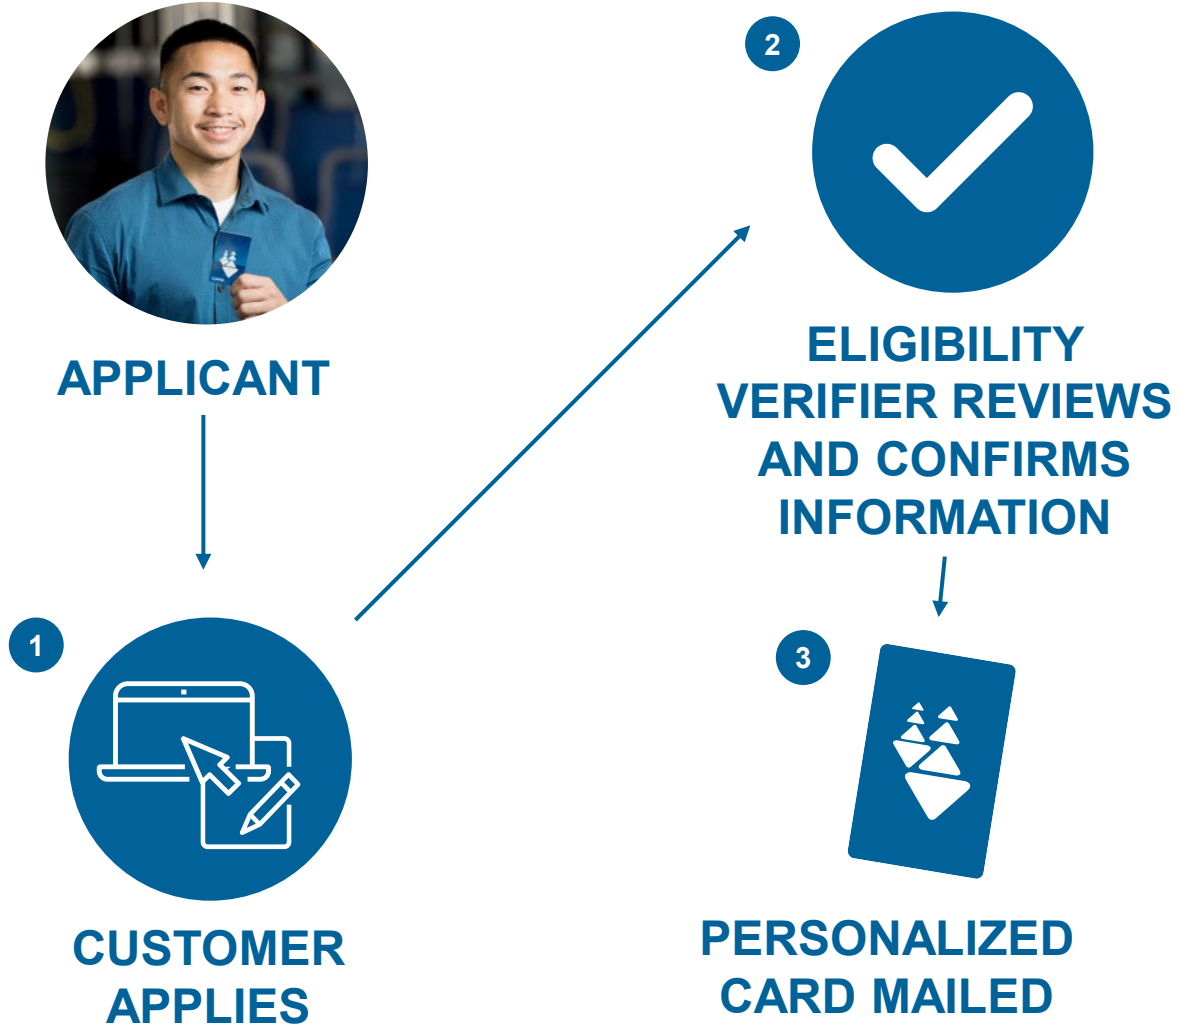 APPLICANT
1
CUSTOMER
APPLIES
2
ELIGIBILITY
VERIFIER REVIEWS
AND CONFIRMS
INFORMATION
3
PERSONALIZED
CARD MAILED